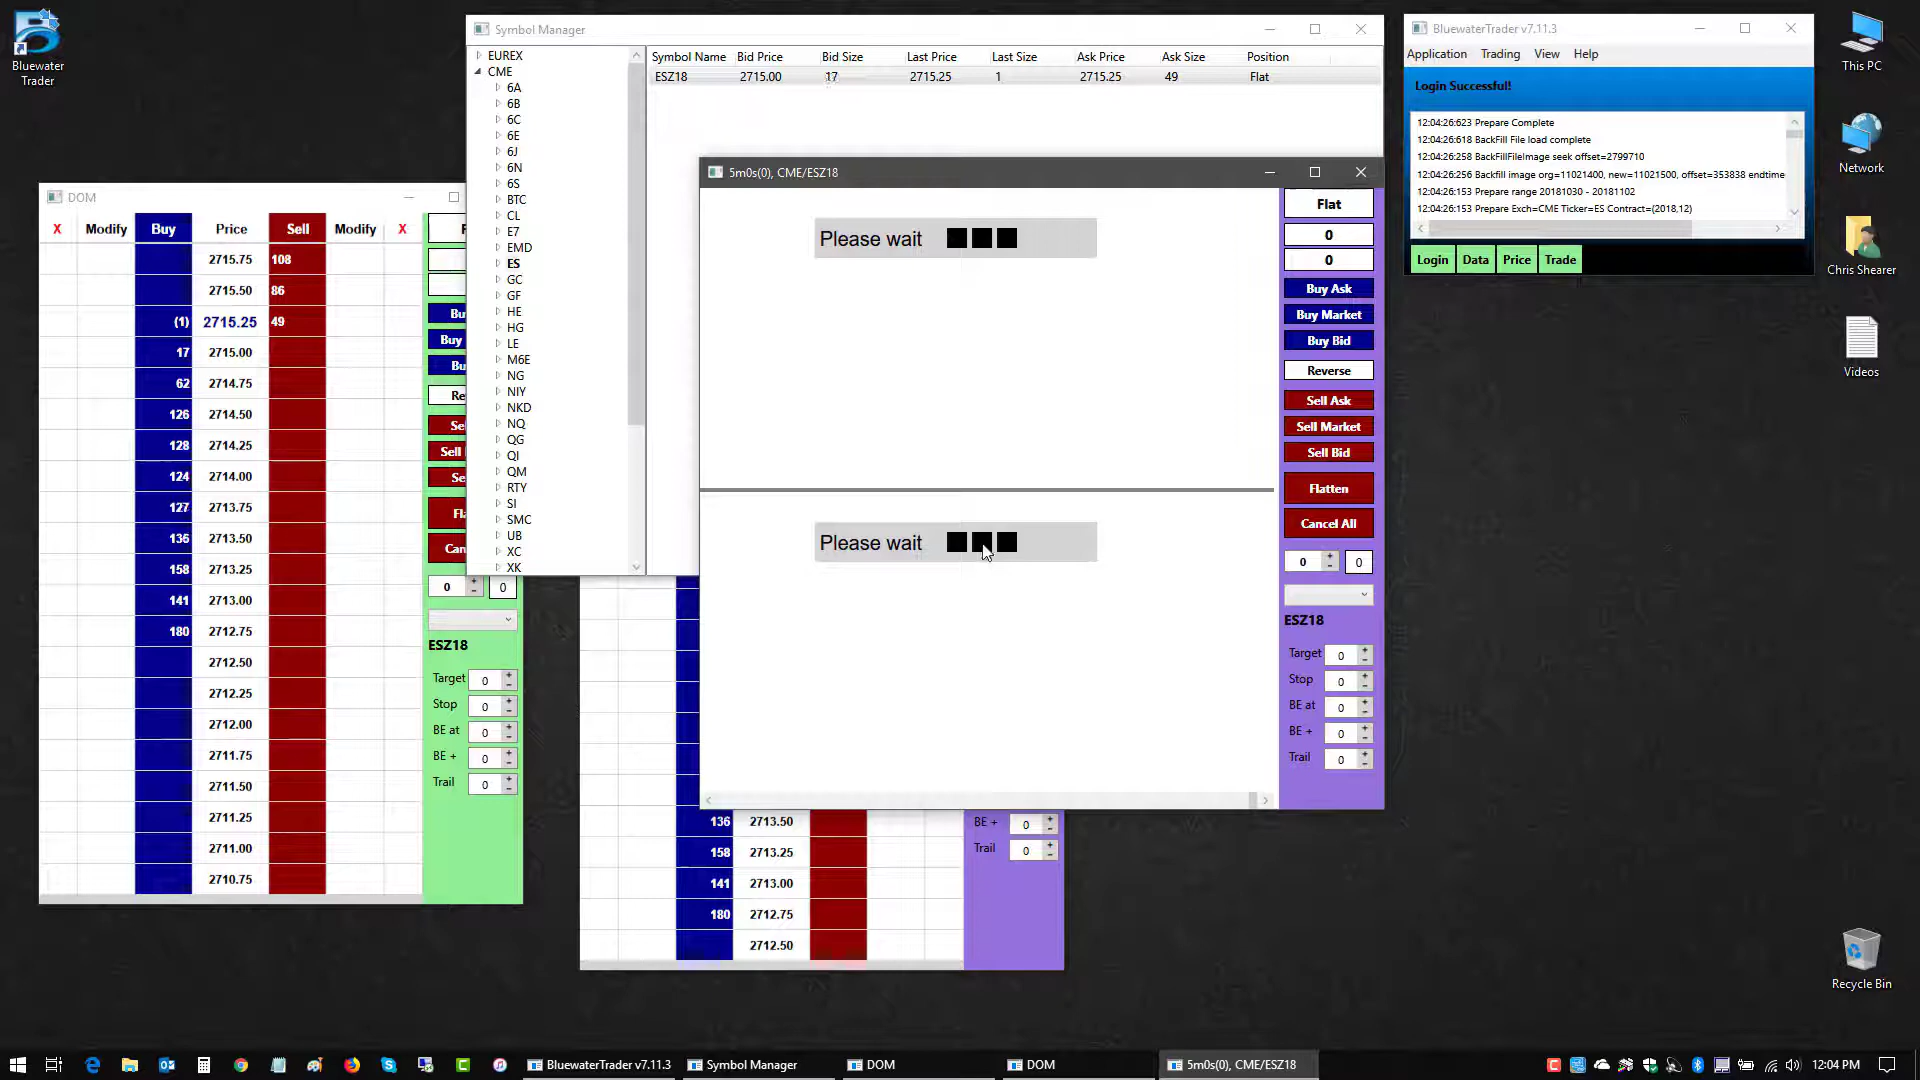 Bluewater
Trader
Symbol Manager
EUREX
CME
6A
6B
6C
6E
6J
6N
6S
BTC
CL
E7
EMD
ES
GC
GF
HE
HG
LE
M6E
NG
NIY
NKD
NQ
QG
QI
QM
RTY
SI
SMC
UB
XC
XK
Symbol Name Bid Price Bid Size Last Price Last Size Ask Price Ask Size Position
ESZ18 2715.00 17 2715.25 1 2715.25 49 Flat
BluewaterTrader v7.11.3
Application Trading View Help
Login Successful!
12:04:26:623 Prepare Complete
12:04:26:618 BackFill File load complete
12:04:26:258 BackFillFileImage seek offset=2799710
12:04:26:256 Backfill image org=11021400, new=11021500, offset=353838 endtime
12:04:26:153 Prepare range 20181030 - 20181102
12:04:26:153 Prepare Exch=CME Ticker=ES Contract=(2018,12)
Login Data Price Trade
This PC
Network
Chris Shearer
Videos
Recycle Bin
DOM
X Modify Buy Price Sell Modify X
2715.75 108
2715.50 86
(1) 2715.25 49
17 2715.00
62 2714.75
126 2714.50
128 2714.25
124 2714.00
127 2713.75
136 2713.50
158 2713.25
141 2713.00
180 2712.75
2712.50
2712.25
2712.00
2711.75
2711.50
2711.25
2711.00
2710.75
F
Bu
Buy
Bu
Re
Se
Sell
Se
Fl
Can
0 + - 0
ESZ18
Target 0 + -
Stop 0 + -
BE at 0 + -
BE + 0 + -
Trail 0 + -
5m0s(0), CME/ESZ18
Please wait
Please wait
Flat
0
0
Buy Ask
Buy Market
Buy Bid
Reverse
Sell Ask
Sell Market
Sell Bid
Flatten
Cancel All
0 + - 0
ESZ18
Target 0 + -
Stop 0 + -
BE at 0 + -
BE + 0 + -
Trail 0 + -
136 2713.50
158 2713.25
141 2713.00
180 2712.75
2712.50
BE + 0 + -
Trail 0 + -
BluewaterTrader v7.11.3
Symbol Manager
DOM
DOM
5m0s(0), CME/ESZ18
12:04 PM